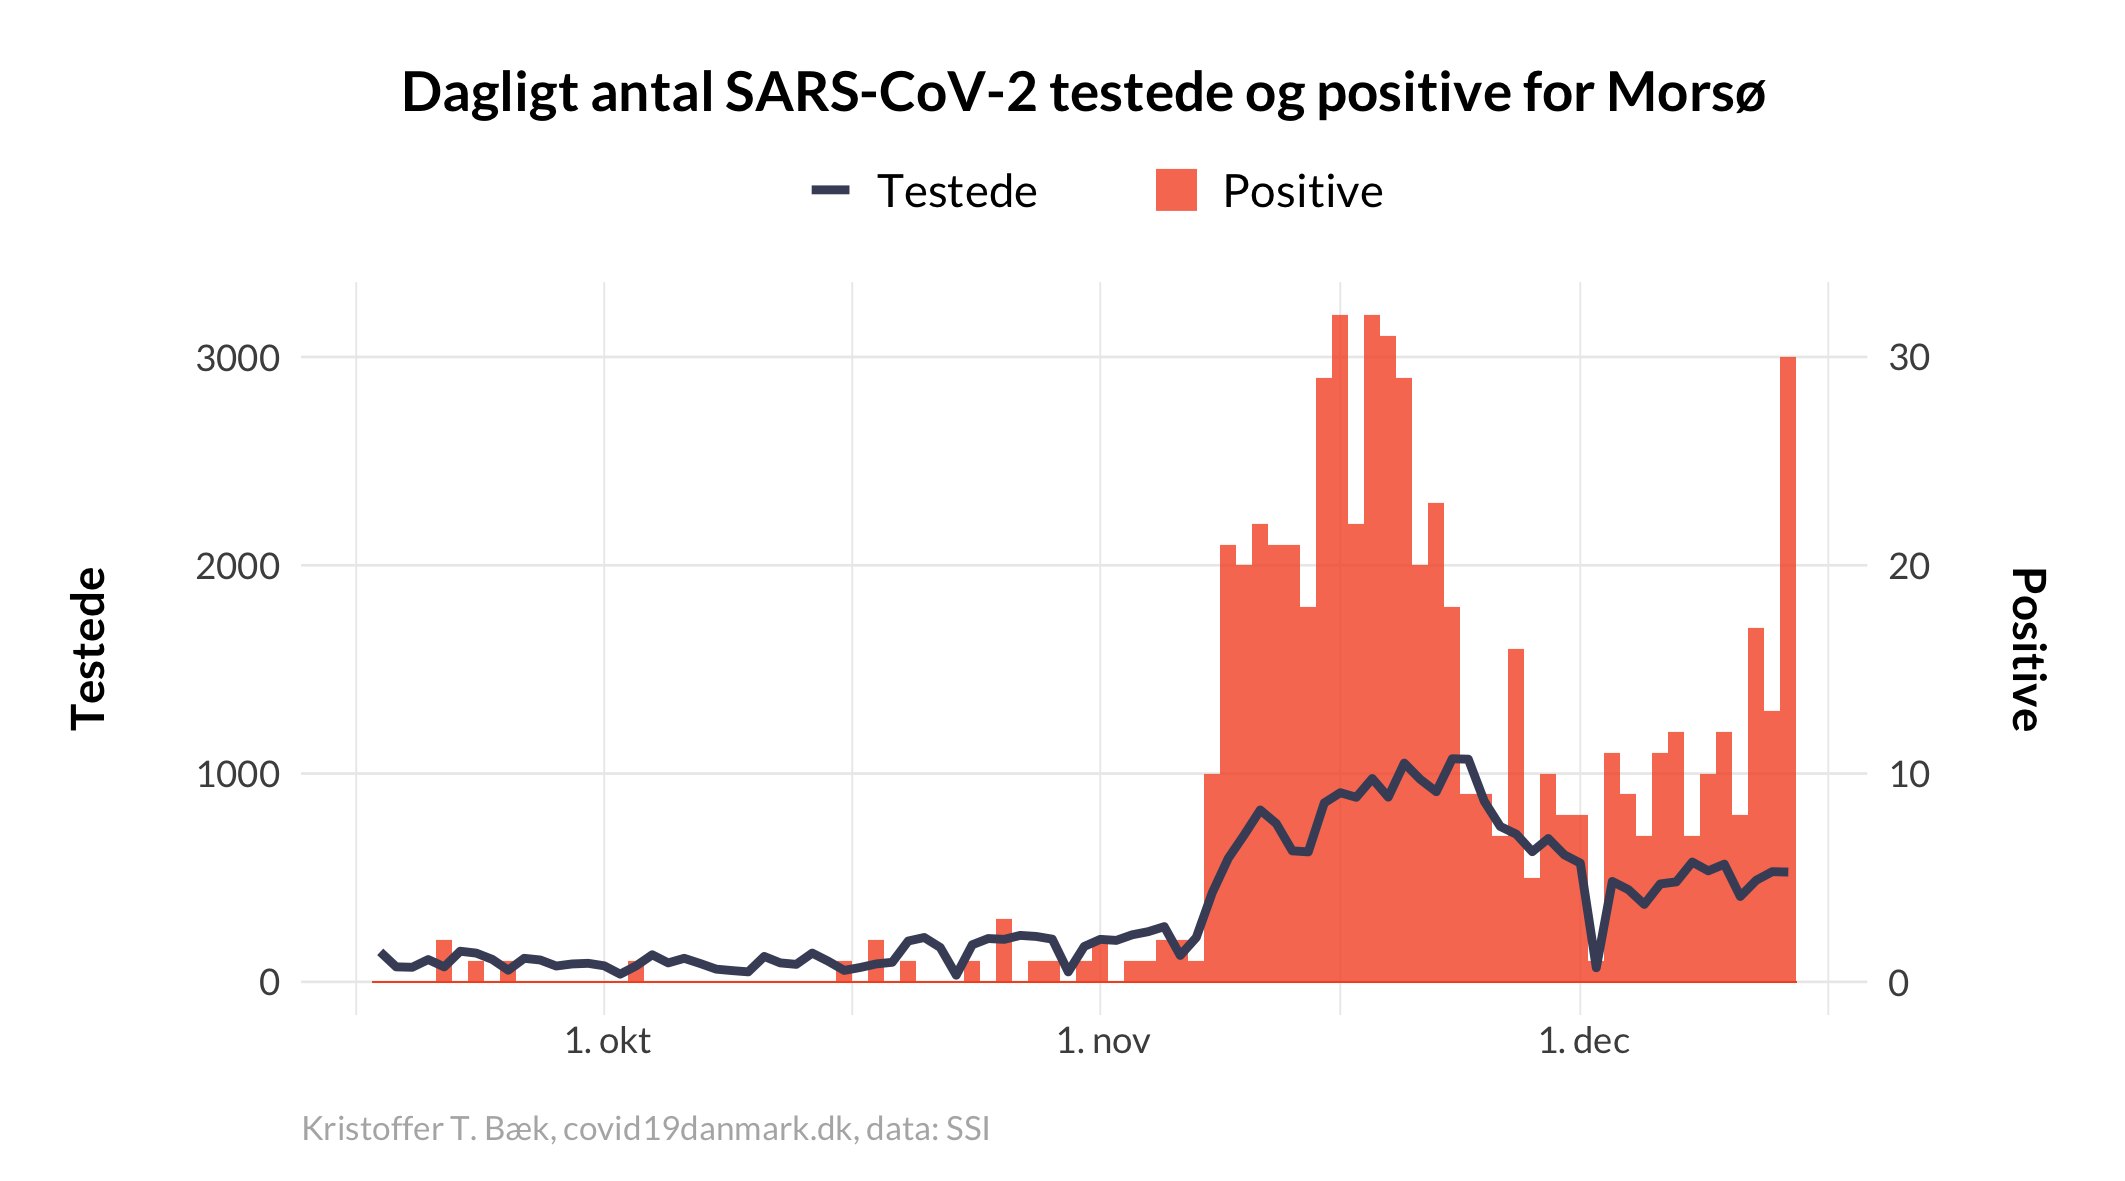 Dagligt antal SARS-CoV-2 testede og positive for Morsø
Testede
Positive
3000
2000
1000
0
30
20
10
0
Testede
Positive
1. okt
1. nov
1. dec
Kristoffer T. Bæk, covid19danmark.dk, data: SSI